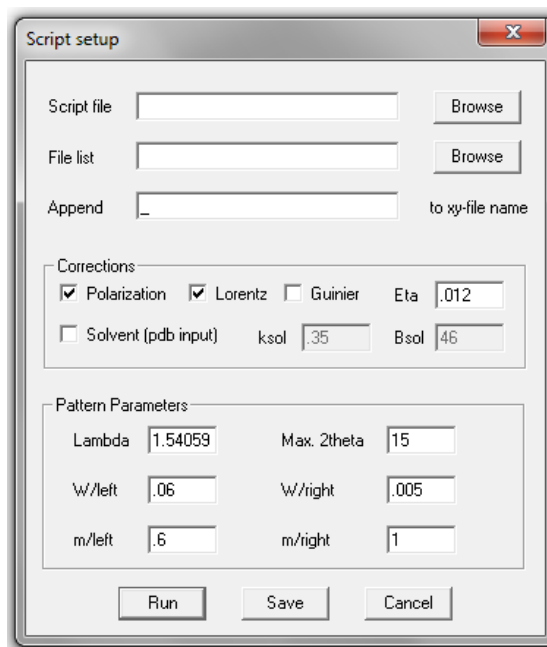 Script setup
Script file Browse
File list Browse
Append _ to xy-file name
Corrections
Polarization Lorentz Guinier Eta .012
Solvent (pdb input) ksol .35 Bsol 46
Pattern Parameters
Lambda 1.54059 Max. 2theta 15
W/left .06 W/right .005
m/left .6 m/right 1
Run Save Cancel